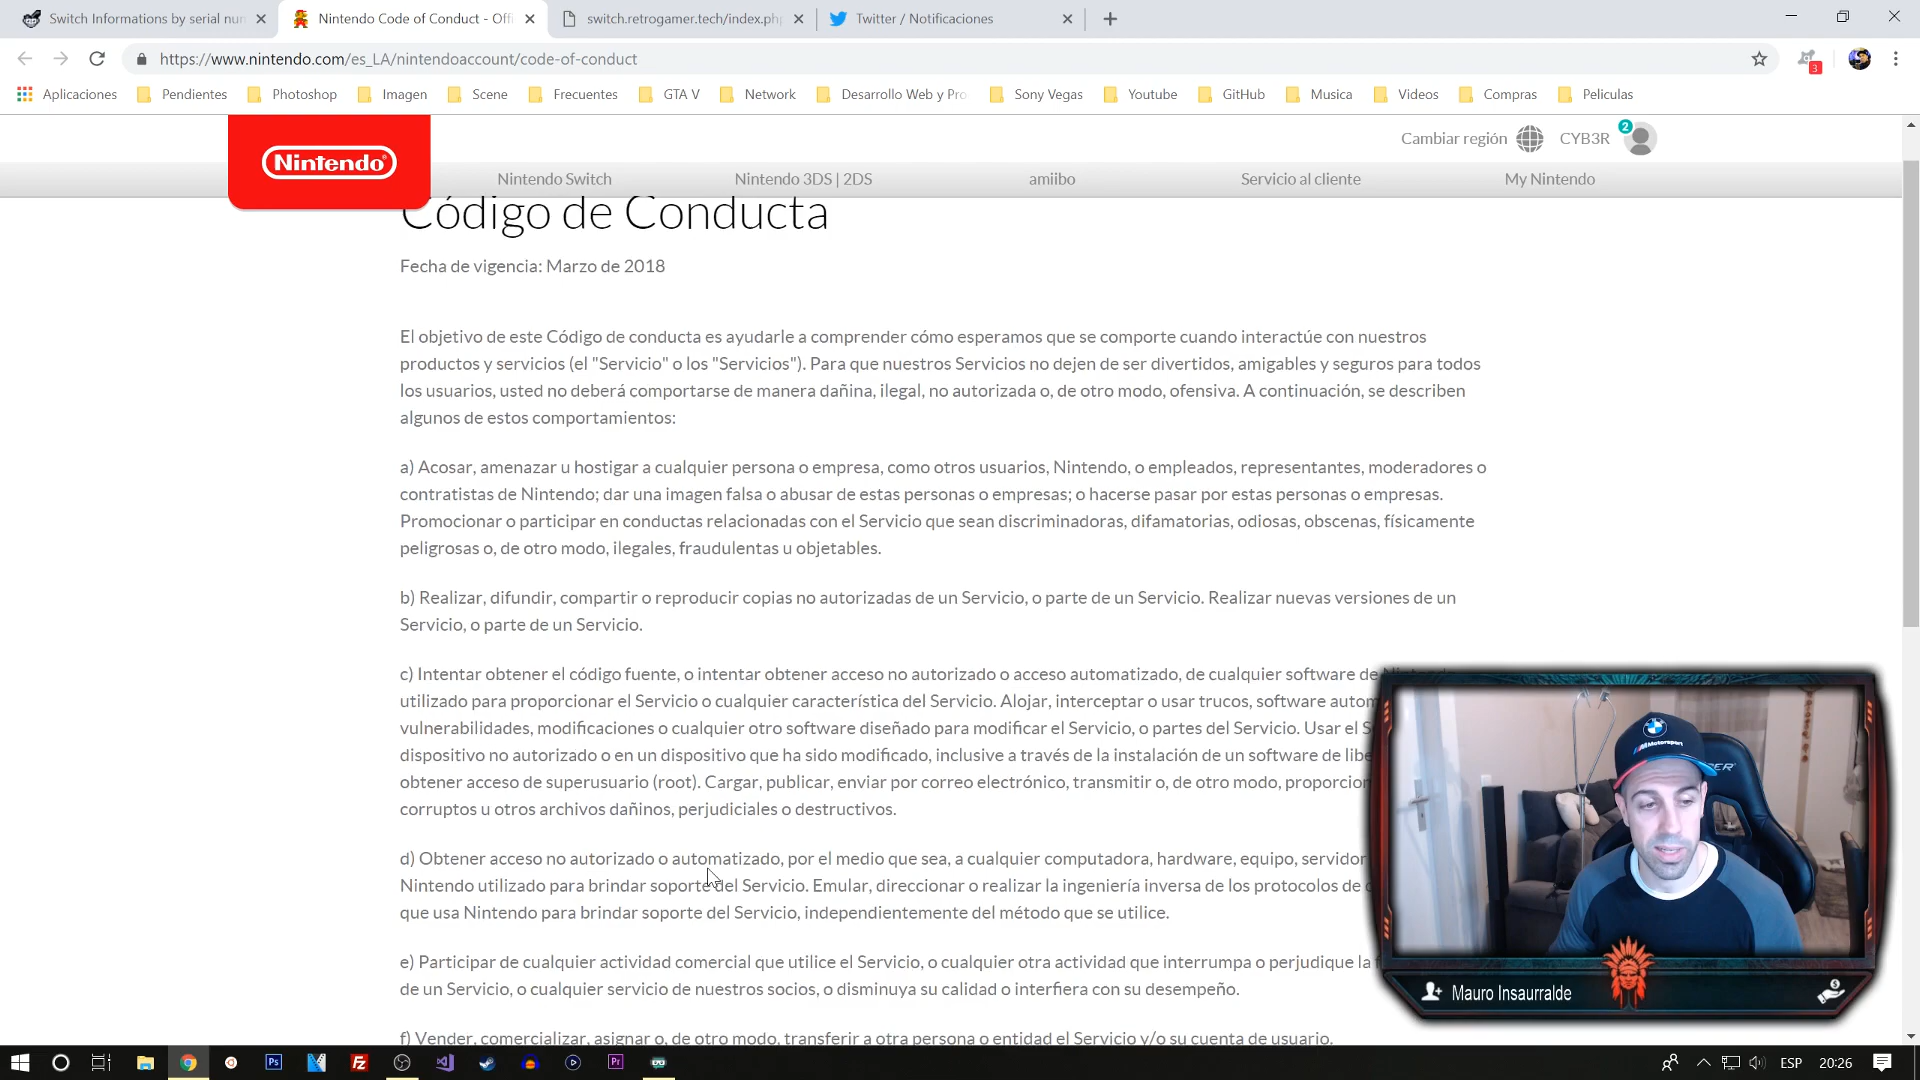 Switch Informations by serial nu
Nintendo Code of Conduct - Offi
switch.retrogamer.tech/index.php
Twitter / Notificaciones
https://www.nintendo.com/es_LA/nintendoaccount/code-of-conduct
3
Aplicaciones
Pendientes
Photoshop
Imagen
Scene
Frecuentes
GTA V
Network
Desarrollo Web y Pro
Sony Vegas
Youtube
GitHub
Musica
Videos
Compras
Peliculas
Nintendo
Cambiar región
CYB3R
2
Nintendo Switch
Nintendo 3DS | 2DS
amiibo
Servicio al cliente
My Nintendo
Código de Conducta
Fecha de vigencia: Marzo de 2018
El objetivo de este Código de conducta es ayudarle a comprender cómo esperamos que se comporte cuando interactúe con nuestros
productos y servicios (el "Servicio" o los "Servicios"). Para que nuestros Servicios no dejen de ser divertidos, amigables y seguros para todos
los usuarios, usted no deberá comportarse de manera dañina, ilegal, no autorizada o, de otro modo, ofensiva. A continuación, se describen
algunos de estos comportamientos:
a) Acosar, amenazar u hostigar a cualquier persona o empresa, como otros usuarios, Nintendo, o empleados, representantes, moderadores o
contratistas de Nintendo; dar una imagen falsa o abusar de estas personas o empresas; o hacerse pasar por estas personas o empresas.
Promocionar o participar en conductas relacionadas con el Servicio que sean discriminadoras, difamatorias, odiosas, obscenas, físicamente
peligrosas o, de otro modo, ilegales, fraudulentas u objetables.
b) Realizar, difundir, compartir o reproducir copias no autorizadas de un Servicio, o parte de un Servicio. Realizar nuevas versiones de un
Servicio, o parte de un Servicio.
c) Intentar obtener el código fuente, o intentar obtener acceso no autorizado o acceso automatizado, de cualquier software de Nintendo
utilizado para proporcionar el Servicio o cualquier característica del Servicio. Alojar, interceptar o usar trucos, software autom
vulnerabilidades, modificaciones o cualquier otro software diseñado para modificar el Servicio, o partes del Servicio. Usar el S
dispositivo no autorizado o en un dispositivo que ha sido modificado, inclusive a través de la instalación de un software de libe
obtener acceso de superusuario (root). Cargar, publicar, enviar por correo electrónico, transmitir o, de otro modo, proporcion
corruptos u otros archivos dañinos, perjudiciales o destructivos.
d) Obtener acceso no autorizado o automatizado, por el medio que sea, a cualquier computadora, hardware, equipo, servidor
Nintendo utilizado para brindar soporte del Servicio. Emular, direccionar o realizar la ingeniería inversa de los protocolos de c
que usa Nintendo para brindar soporte del Servicio, independientemente del método que se utilice.
e) Participar de cualquier actividad comercial que utilice el Servicio, o cualquier otra actividad que interrumpa o perjudique la f
de un Servicio, o cualquier servicio de nuestros socios, o disminuya su calidad o interfiera con su desempeño.
f) Vender, comercializar, asignar o, de otro modo, transferir a otra persona o entidad el Servicio y/o su cuenta de usuario.
Mauro Insaurralde
ESP
20:26